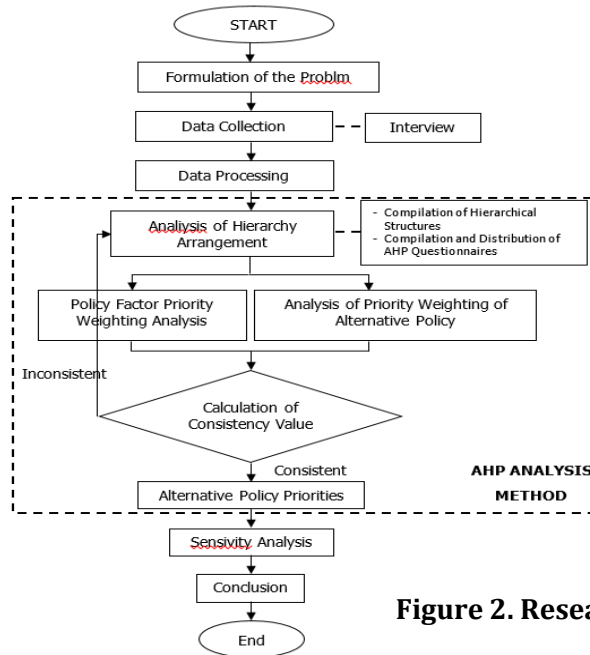 START
Formulation of the Problm
Data Collection
Interview
Data Processing
Analysis of Hierarchy
Arrangement
- Compilation of Hierarchical
Structures
- Compilation and Distribution of
AHP Questionnaires
Policy Factor Priority
Weighting Analysis
Analysis of Priority Weighting of
Alternative Policy
Inconsistent
Calculation of
Consistency Value
Consistent
AHP ANALYSIS
METHOD
Alternative Policy Priorities
Sensivity Analysis
Conclusion
End
Figure 2. Resea